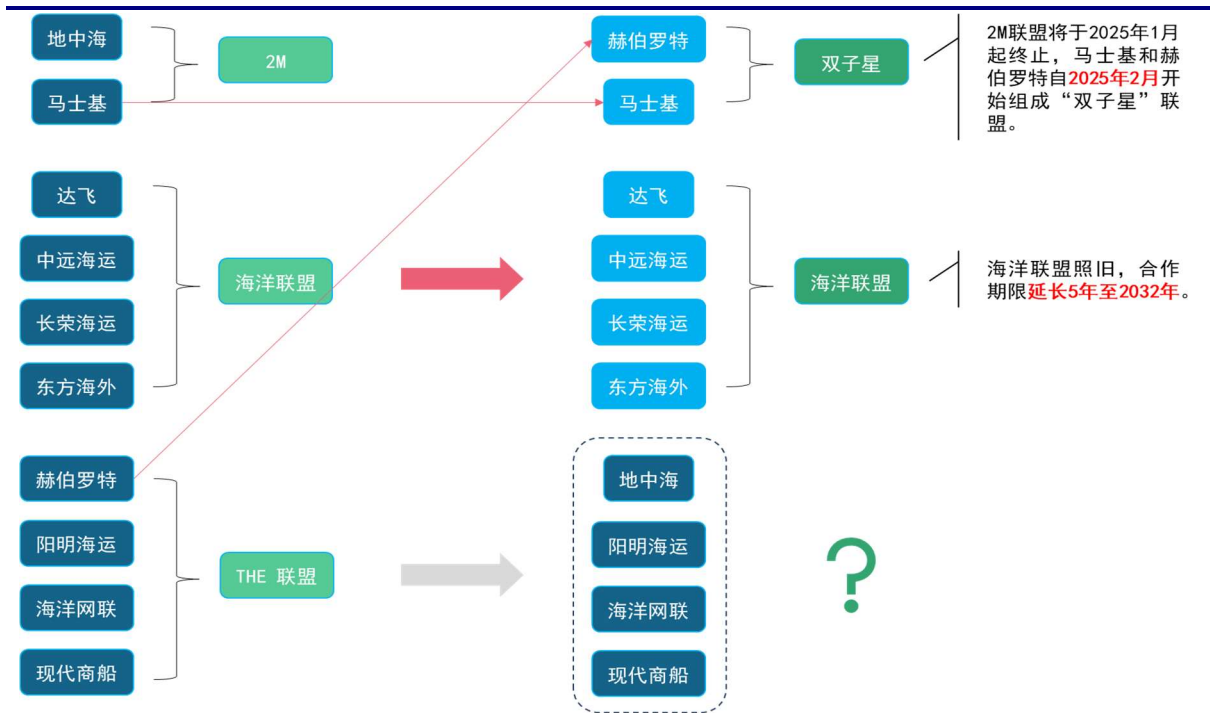 地中海
马士基
2M
赫伯罗特
马士基
双子星
2M联盟将于2025年1月
起终止，马士基和赫
伯罗特自2025年2月开
始组成“双子星”联
盟。
达飞
中远海运
长荣海运
东方海外
海洋联盟
达飞
中远海运
长荣海运
东方海外
海洋联盟
海洋联盟照旧，合作
期限延长5年至2032年。
赫伯罗特
阳明海运
海洋网联
现代商船
THE 联盟
地中海
阳明海运
海洋网联
现代商船
?